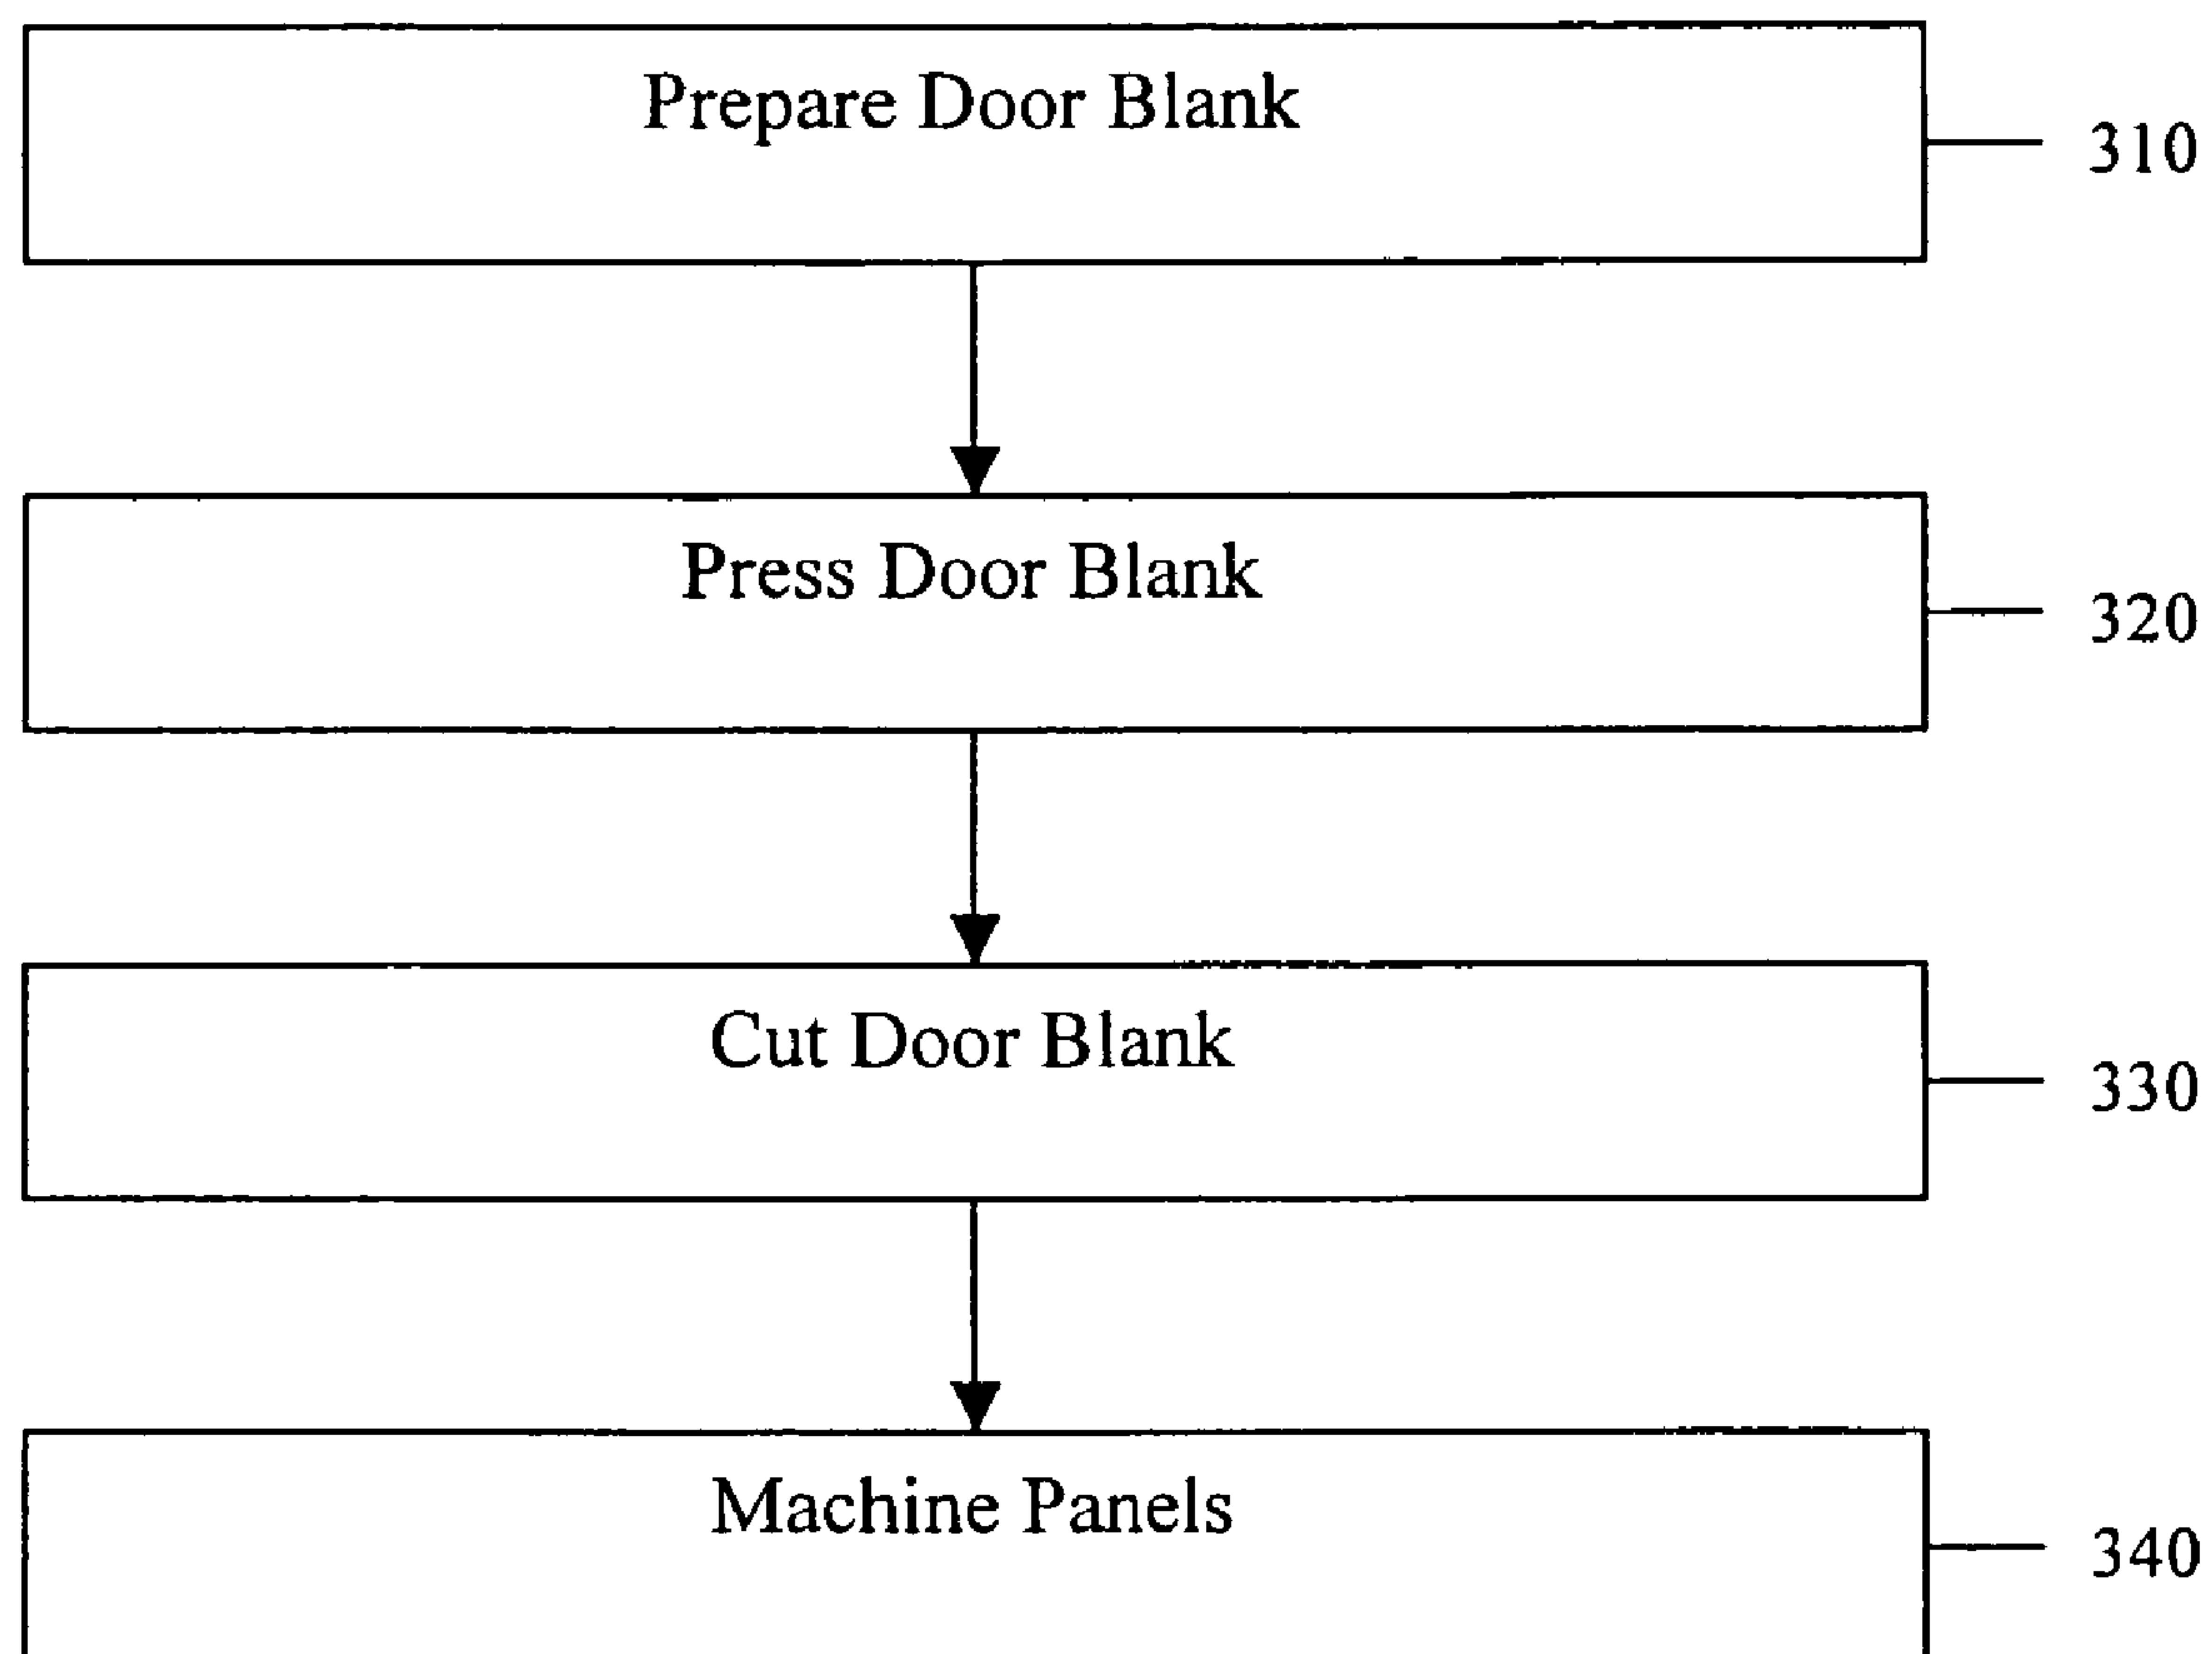 Prepare Door Blank
310
Press Door Blank
320
Cut Door Blank
330
Machine Panels
340